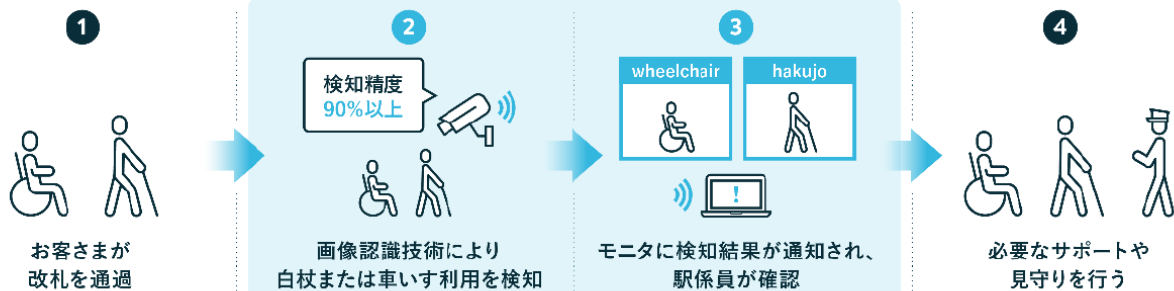 1
お客さまが
改札を通過
2
検知精度
90%以上
画像認識技術により
白杖または車いす利用を検知
3
wheelchair
hakujo
!
モニタに検知結果が通知され、
駅係員が確認
4
必要なサポートや
見守りを行う